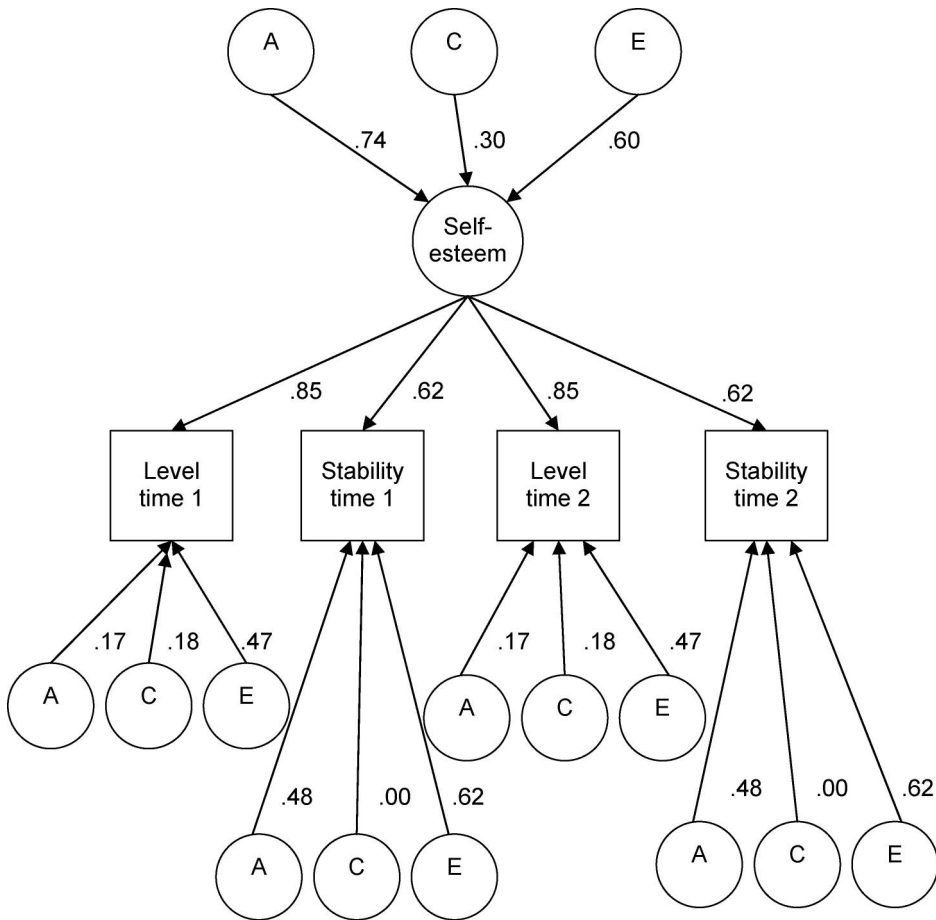 A
C
E
.74
.30
.60
Self-
esteem
.85
.62
.85
.62
Level
time 1
Stability
time 1
Level
time 2
Stability
time 2
.17
.18
.47
.17
.18
.47
A
C
E
A
C
E
.48
.00
.62
.48
.00
.62
A
C
E
A
C
E